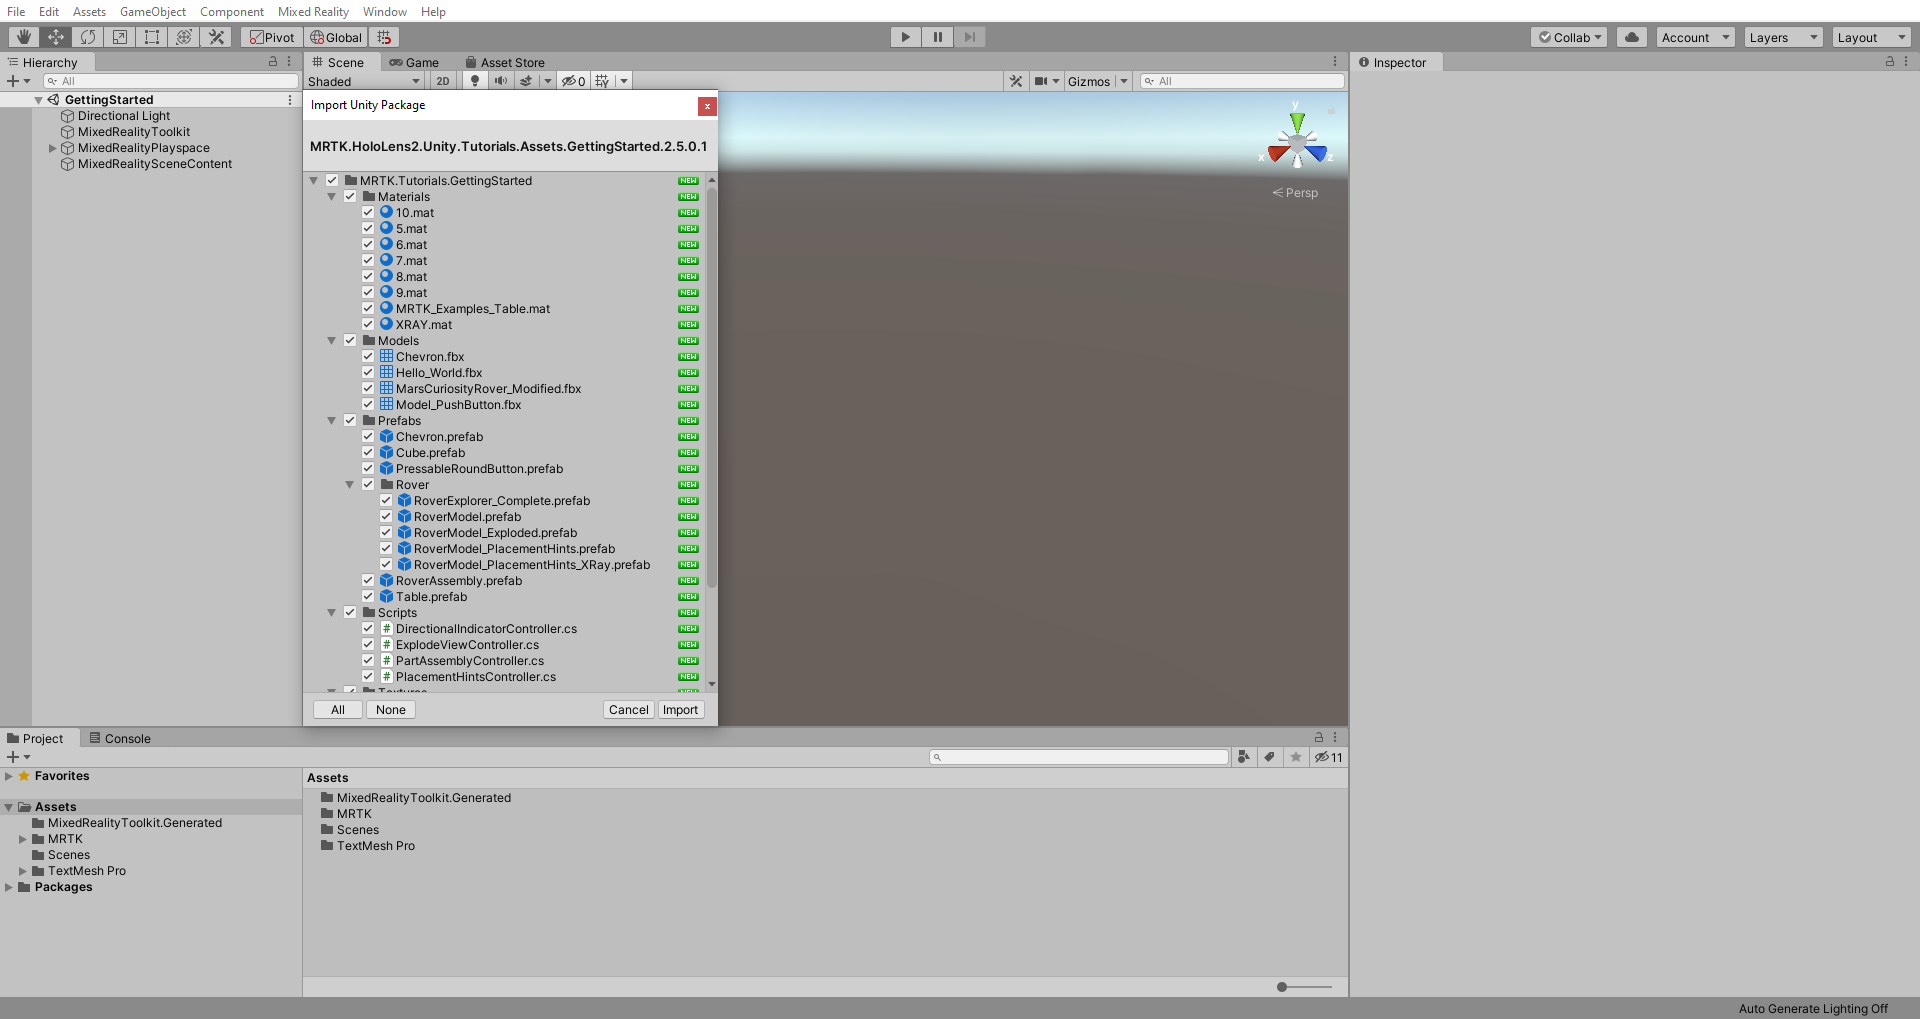 File Edit Assets GameObject Component Mixed Reality Window Help
Pivot Global Collab Account Layers Layout
Hierarchy
All
GettingStarted
Directional Light
MixedRealityToolkit
MixedRealityPlayspace
MixedRealitySceneContent
Scene Game Asset Store
Shaded 2D 0 Gizmos All
y
x z
Persp
Inspector
Import Unity Package
x
MRTK.HoloLens2.Unity.Tutorials.Assets.GettingStarted.2.5.0.1
MRTK.Tutorials.GettingStarted NEW
Materials NEW
10.mat NEW
5.mat NEW
6.mat NEW
7.mat NEW
8.mat NEW
9.mat NEW
MRTK_Examples_Table.mat NEW
XRAY.mat NEW
Models NEW
Chevron.fbx NEW
Hello_World.fbx NEW
MarsCuriosityRover_Modified.fbx NEW
Model_PushButton.fbx NEW
Prefabs NEW
Chevron.prefab NEW
Cube.prefab NEW
PressableRoundButton.prefab NEW
Rover NEW
RoverExplorer_Complete.prefab NEW
RoverModel.prefab NEW
RoverModel_Exploded.prefab NEW
RoverModel_PlacementHints.prefab NEW
RoverModel_PlacementHints_XRay.prefab NEW
RoverAssembly.prefab NEW
Table.prefab NEW
Scripts NEW
# DirectionalIndicatorController.cs NEW
# ExplodeViewController.cs NEW
# PartAssemblyController.cs NEW
# PlacementHintsController.cs NEW
Textures NEW
All None Cancel Import
Project Console
11
Favorites
Assets
MixedRealityToolkit.Generated
MRTK
Scenes
TextMesh Pro
Packages
Assets
MixedRealityToolkit.Generated
MRTK
Scenes
TextMesh Pro
Auto Generate Lighting Off